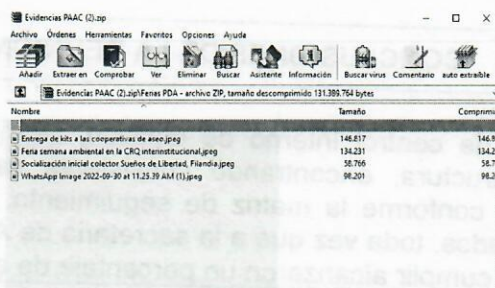 Evidencias PAAC (2).zip
Archivo Órdenes Herramientas Favoritos Opciones Ayuda
Añadir Extraer en Comprobar Ver Eliminar Buscar Asistente Información Buscar virus Comentario auto extraible
Evidencias PAAC (2).zip\Ferias PDA - archivo ZIP, tamaño descomprimido 131.389.764 bytes
Nombre Tamaño Comprimi
Entrega de kits a las cooperativas de aseo.jpeg 146.817 146.8
Feria semana ambiental en la CRQ interinstitucional.jpeg 134.231 134.2
Socialización inicial colector Sueños de Libertad, Filandia.jpeg 58.766 58.7
WhatsApp Image 2022-09-30 at 11.25.39 AM (1).jpeg 98.201 98.2